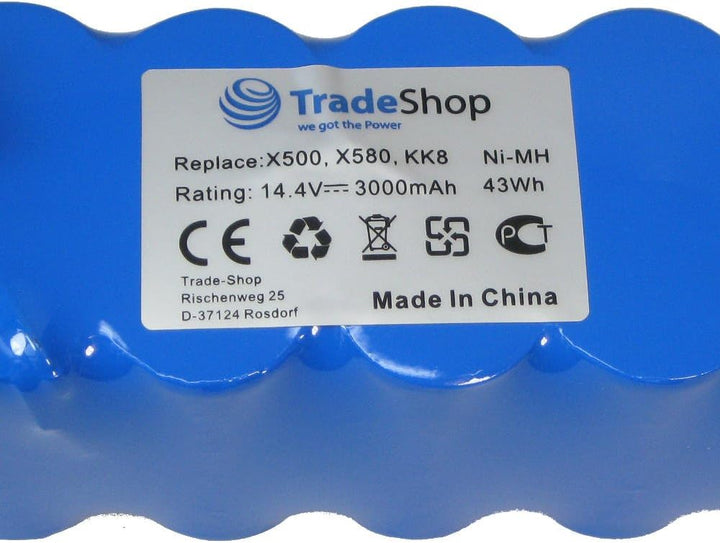 TradeShop
we got the Power
Replace:X500, X580, KK8 Ni-MH
Rating: 14.4V⎓ 3000mAh 43Wh
CE PCT
Trade-Shop
Rischenweg 25
D-37124 Rosdorf
Made In China